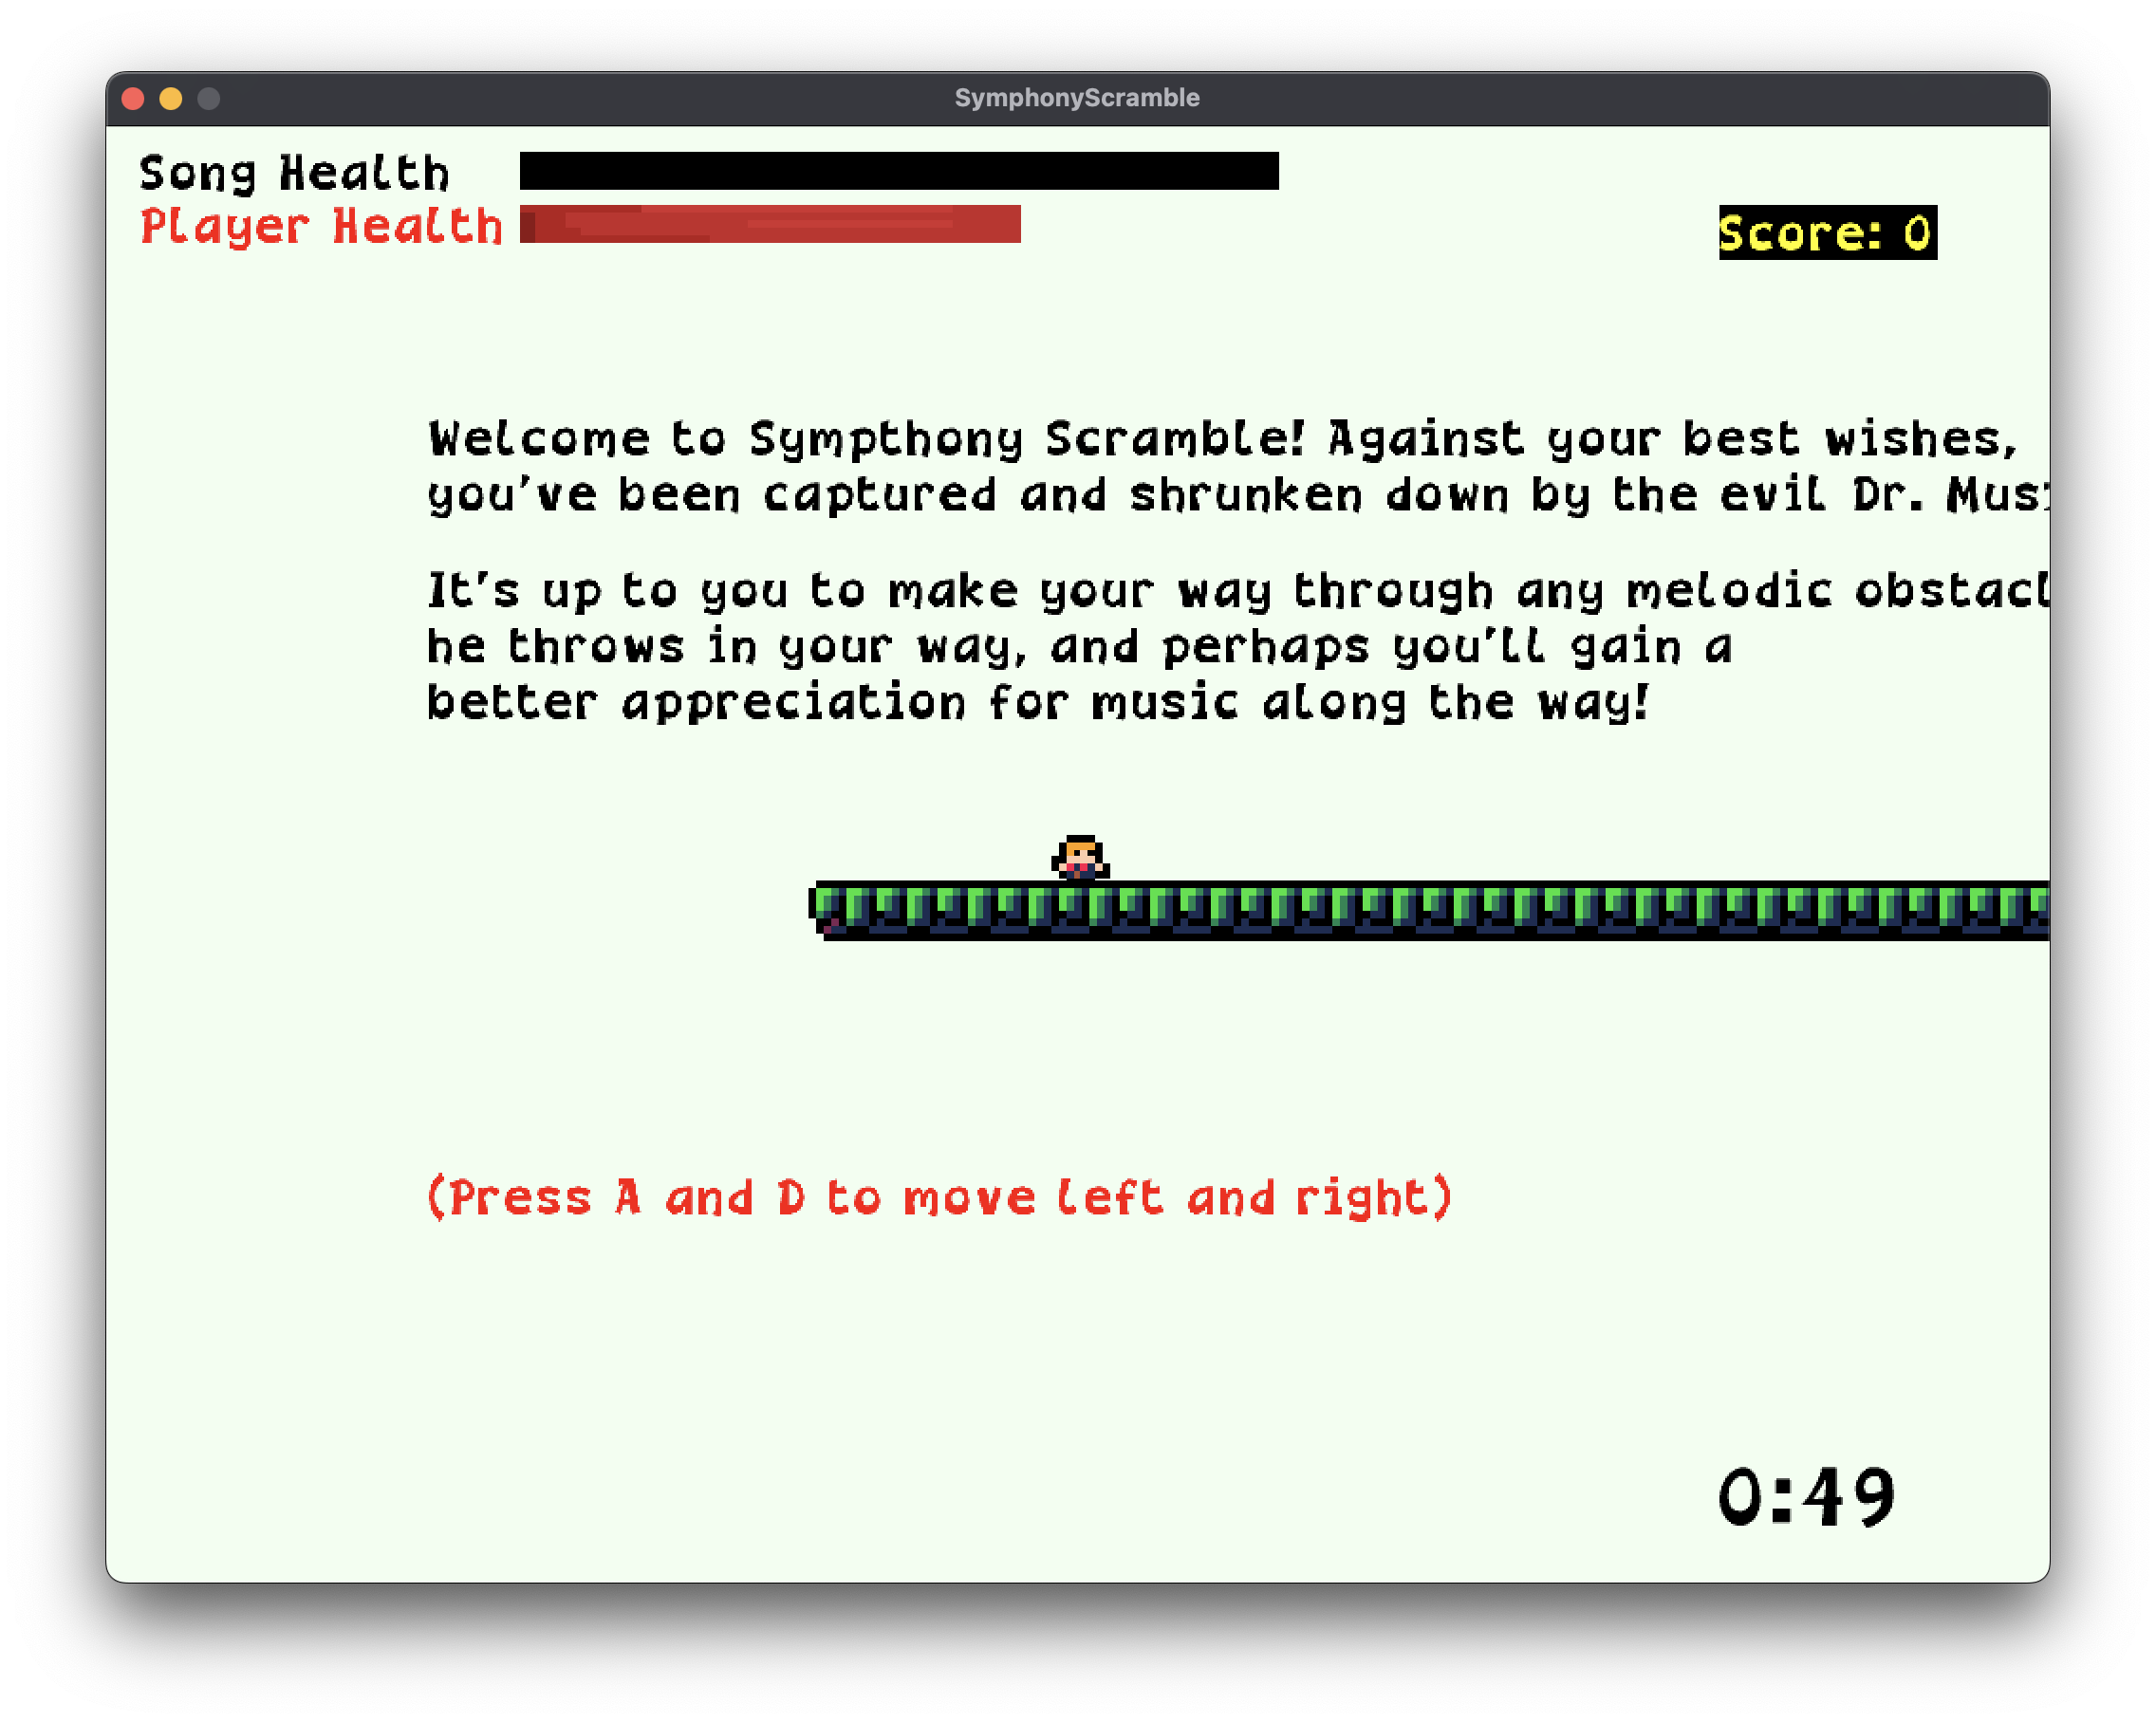 SymphonyScramble
Song Health
Player Health
Score: 0
Welcome to Sympthony Scramble! Against your best wishes,
you've been captured and shrunken down by the evil Dr.
It's up to you to make your way through any melodic
he throws in your way, and perhaps you'll gain a
better appreciation for music along the way!
(Press A and D to move left and right)
0:49